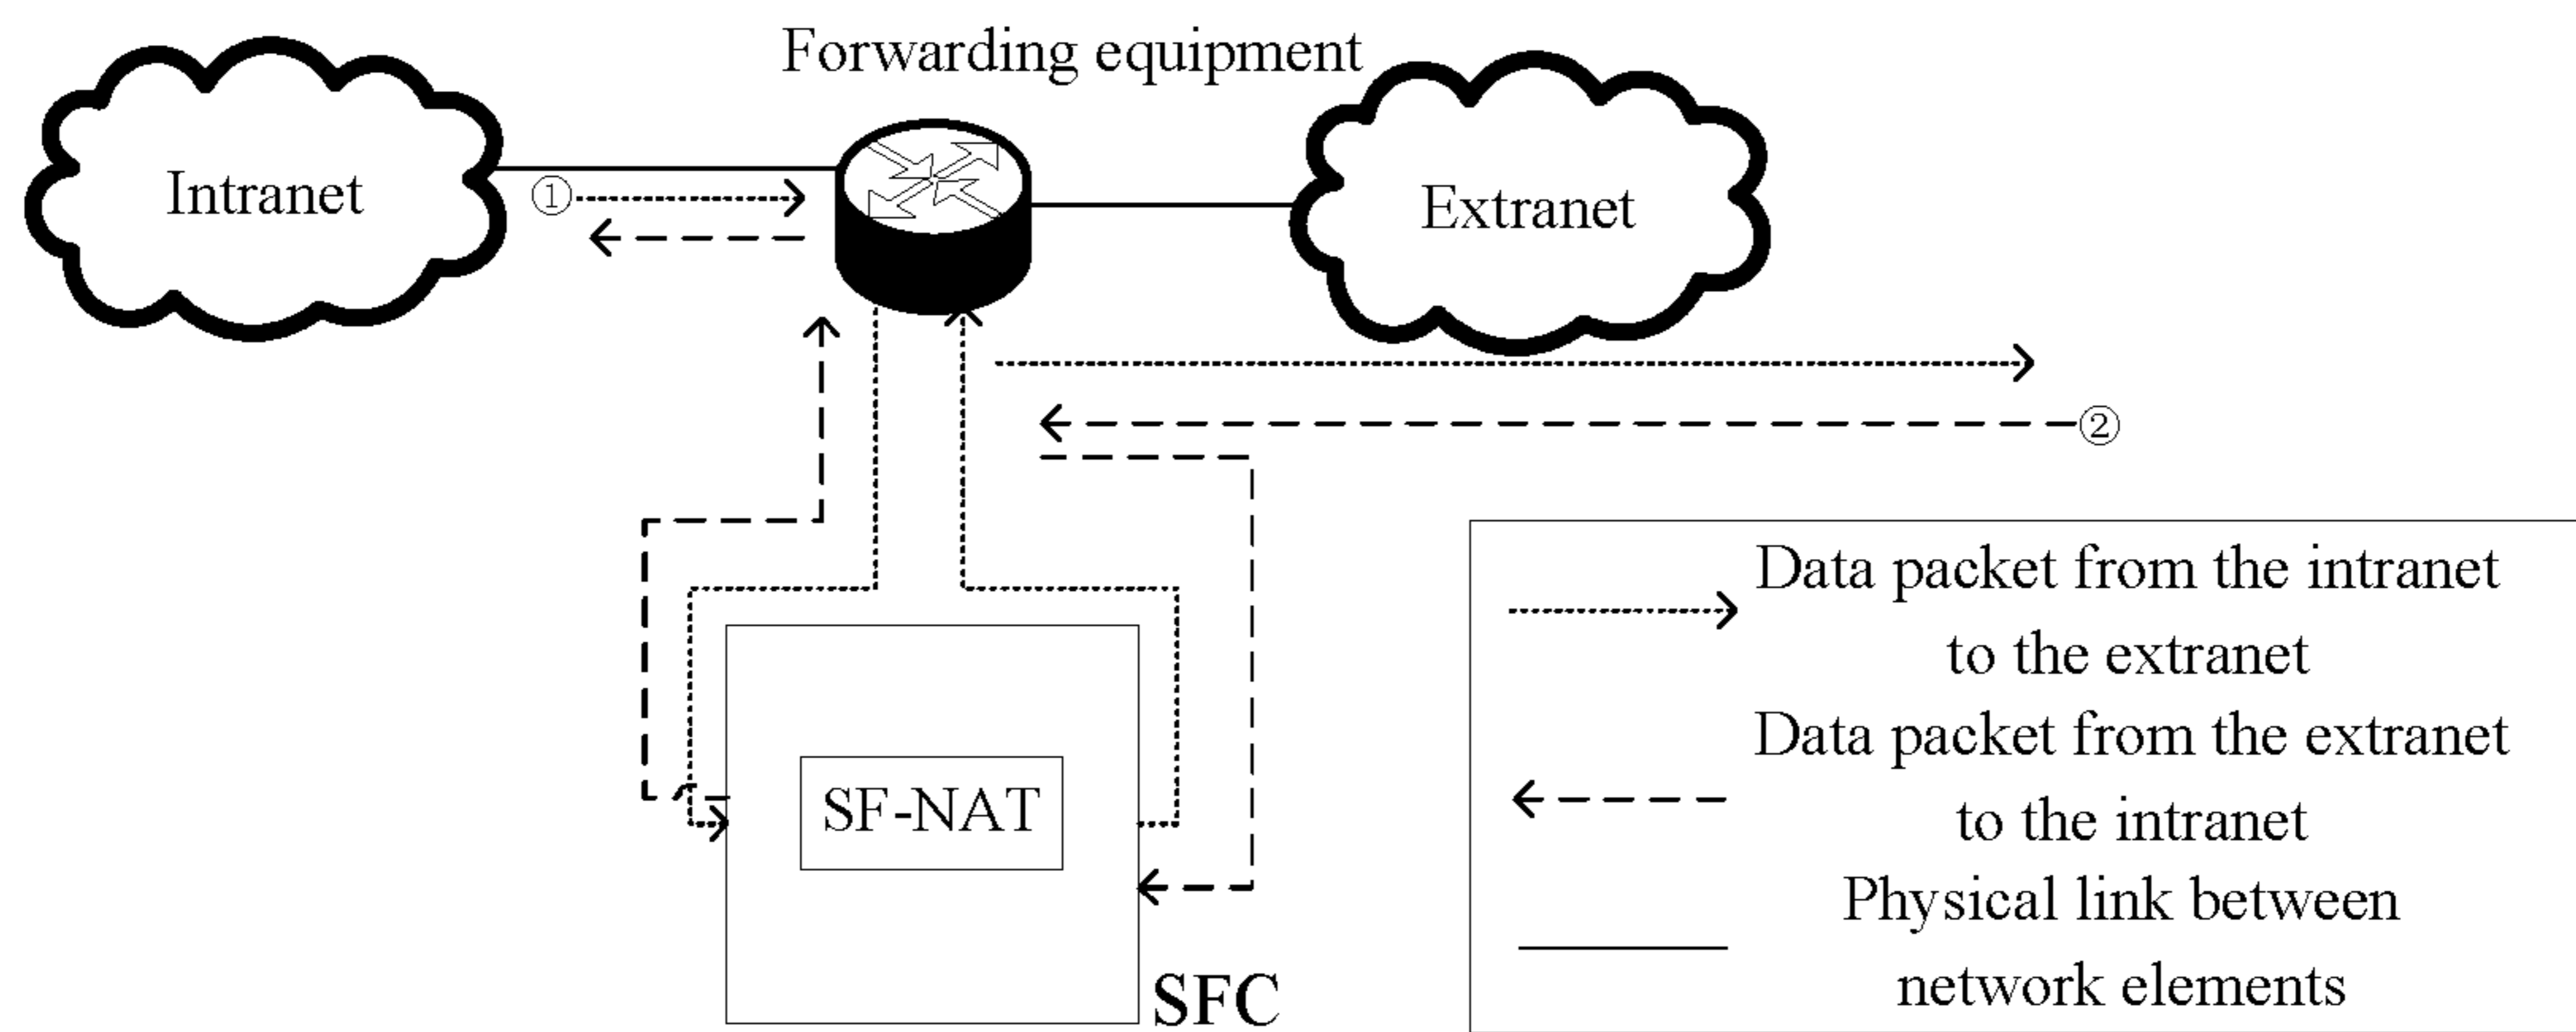 Forwarding equipment
Intranet
①
Extranet
②
SF-NAT
SFC
Data packet from the intranet
to the extranet
Data packet from the extranet
to the intranet
Physical link between
network elements